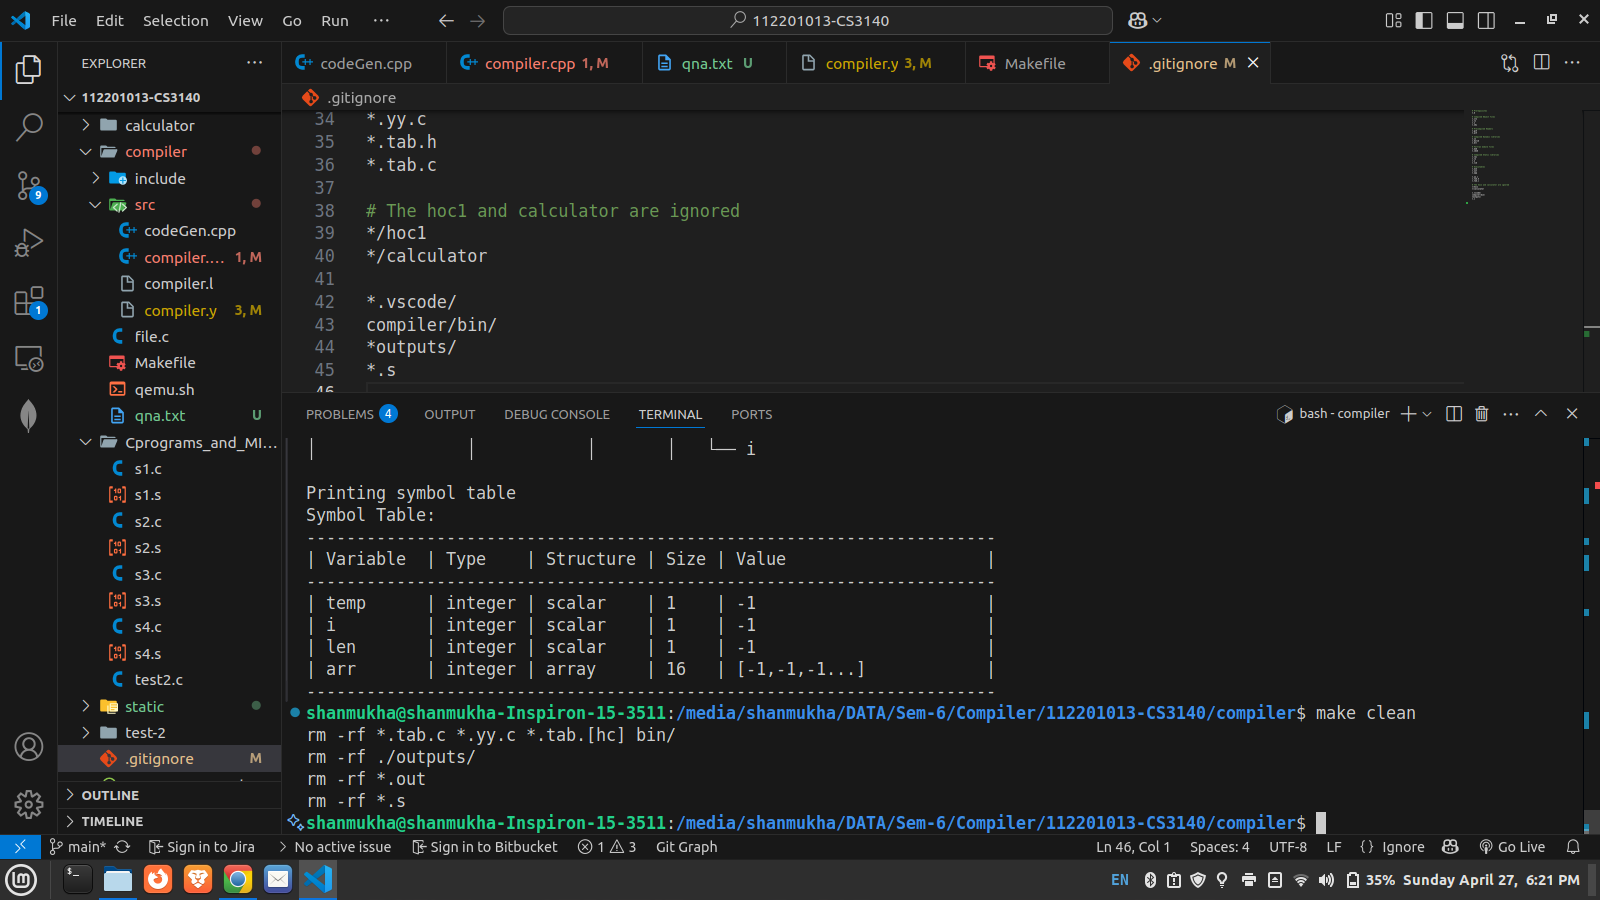 File Edit Selection View Go Run ··· 112201013-CS3140
EXPLORER
112201013-CS3140
calculator
compiler
include
src
codeGen.cpp
compiler.... 1, M
compiler.l
compiler.y 3, M
file.c
Makefile
qemu.sh
qna.txt U
Cprograms_and_MI...
s1.c
s1.s
s2.c
s2.s
s3.c
s3.s
s4.c
s4.s
test2.c
static
test-2
.gitignore M
OUTLINE
TIMELINE
9
1
codeGen.cpp compiler.cpp 1, M qna.txt U compiler.y 3, M Makefile .gitignore M
.gitignore
34 *.yy.c
35 *.tab.h
36 *.tab.c
37
38 # The hoc1 and calculator are ignored
39 */hoc1
40 */calculator
41
42 *.vscode/
43 compiler/bin/
44 *outputs/
45 *.s
46
PROBLEMS 4 OUTPUT DEBUG CONSOLE TERMINAL PORTS bash - compiler
│ │ │ │ └── i
Printing symbol table
Symbol Table:
---------------------------------------------------------------------
| Variable | Type | Structure | Size | Value |
---------------------------------------------------------------------
| temp | integer | scalar | 1 | -1 |
| i | integer | scalar | 1 | -1 |
| len | integer | scalar | 1 | -1 |
| arr | integer | array | 16 | [-1,-1,-1...] |
---------------------------------------------------------------------
shanmukha@shanmukha-Inspiron-15-3511:/media/shanmukha/DATA/Sem-6/Compiler/112201013-CS3140/compiler$ make clean
rm -rf *.tab.c *.yy.c *.tab.[hc] bin/
rm -rf ./outputs/
rm -rf *.out
rm -rf *.s
shanmukha@shanmukha-Inspiron-15-3511:/media/shanmukha/DATA/Sem-6/Compiler/112201013-CS3140/compiler$
main* Sign in to Jira No active issue Sign in to Bitbucket 1 3 Git Graph Ln 46, Col 1 Spaces: 4 UTF-8 LF {} Ignore Go Live
EN 35% Sunday April 27, 6:21 PM